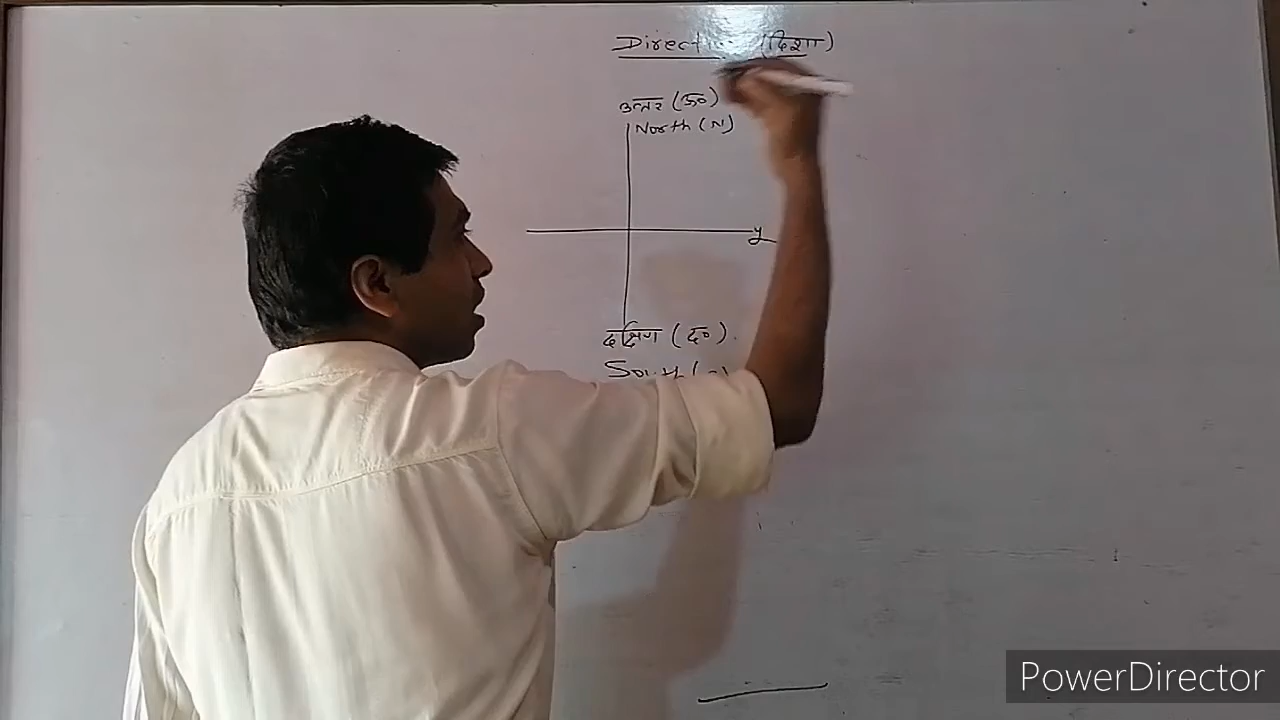 Direction (दिशा)
उत्तर (उ०)
North (N)
दक्षिण (द०).
South
PowerDirector